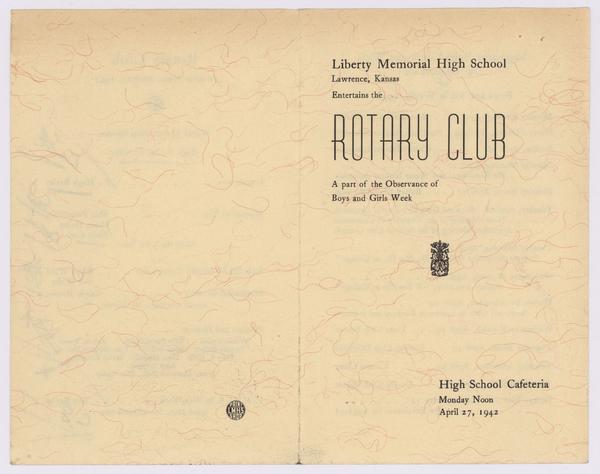 Liberty Memorial High School
Lawrence, Kansas
Entertains the
ROTARY CLUB
A part of the Observance of
Boys and Girls Week
High School Cafeteria
Monday Noon
April 27, 1942